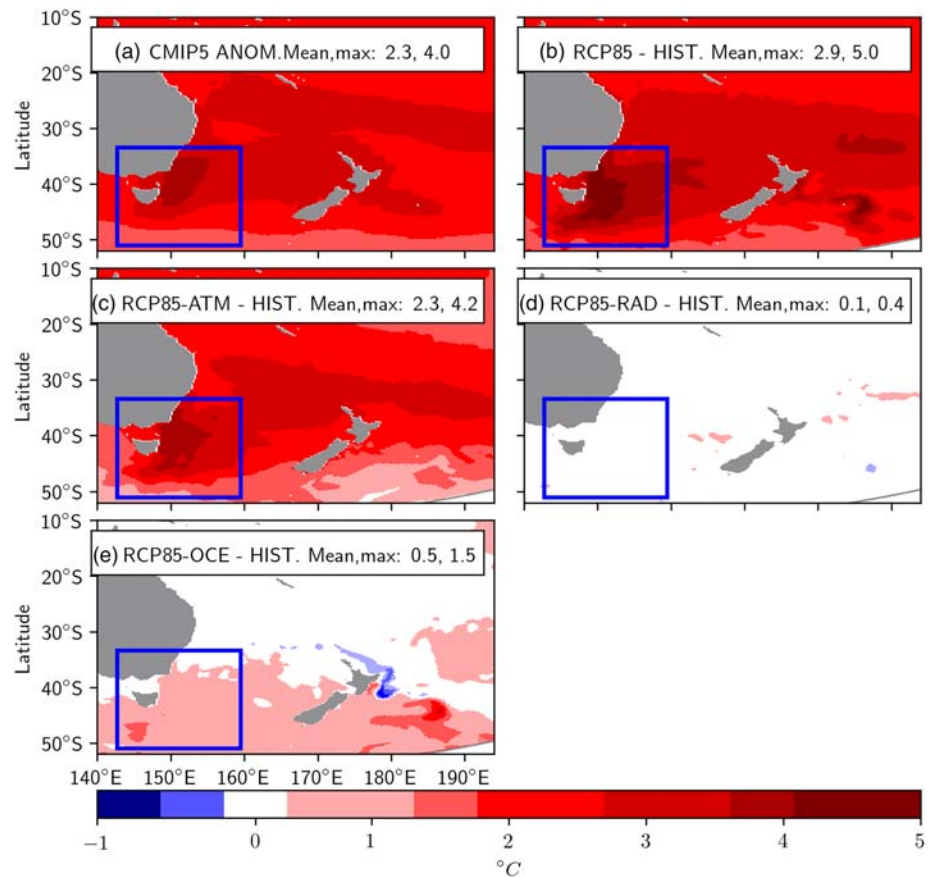 10°S
20°S
30°S
40°S
50°S
Latitude
(a) CMIP5 ANOM.Mean,max: 2.3, 4.0
(b) RCP85 - HIST. Mean,max: 2.9, 5.0
10°S
20°S
30°S
40°S
50°S
Latitude
(c) RCP85-ATM - HIST. Mean,max: 2.3, 4.2
(d) RCP85-RAD - HIST. Mean,max: 0.1, 0.4
10°S
20°S
30°S
40°S
50°S
Latitude
(e) RCP85-OCE - HIST. Mean,max: 0.5, 1.5
140°E 150°E 160°E 170°E 180°E 190°E
−1 0 1 2 3 4 5
°C